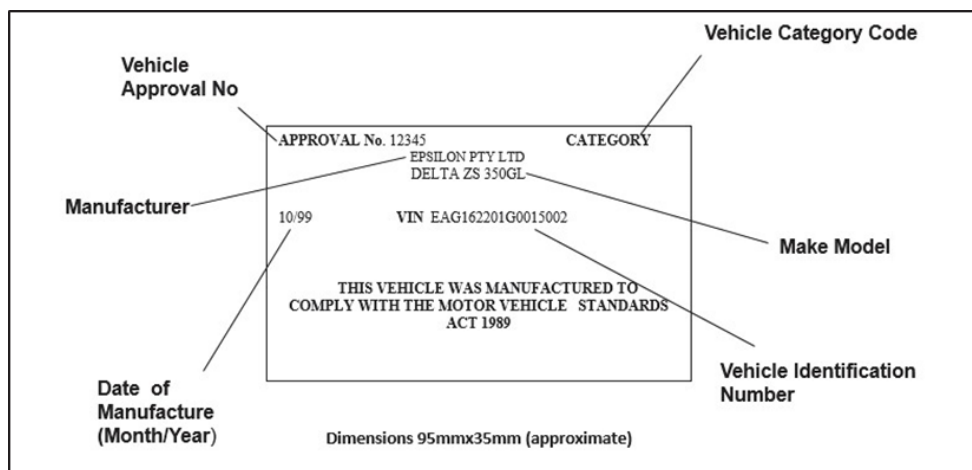 Vehicle Category Code
Vehicle
Approval No
APPROVAL No. 12345 CATEGORY
EPSILON PTY LTD
DELTA ZS 350GL
Manufacturer
10/99 VIN EAG162201G0015002
Make Model
THIS VEHICLE WAS MANUFACTURED TO
COMPLY WITH THE MOTOR VEHICLE STANDARDS
ACT 1989
Vehicle Identification
Number
Date of
Manufacture
(Month/Year)
Dimensions 95mmx35mm (approximate)